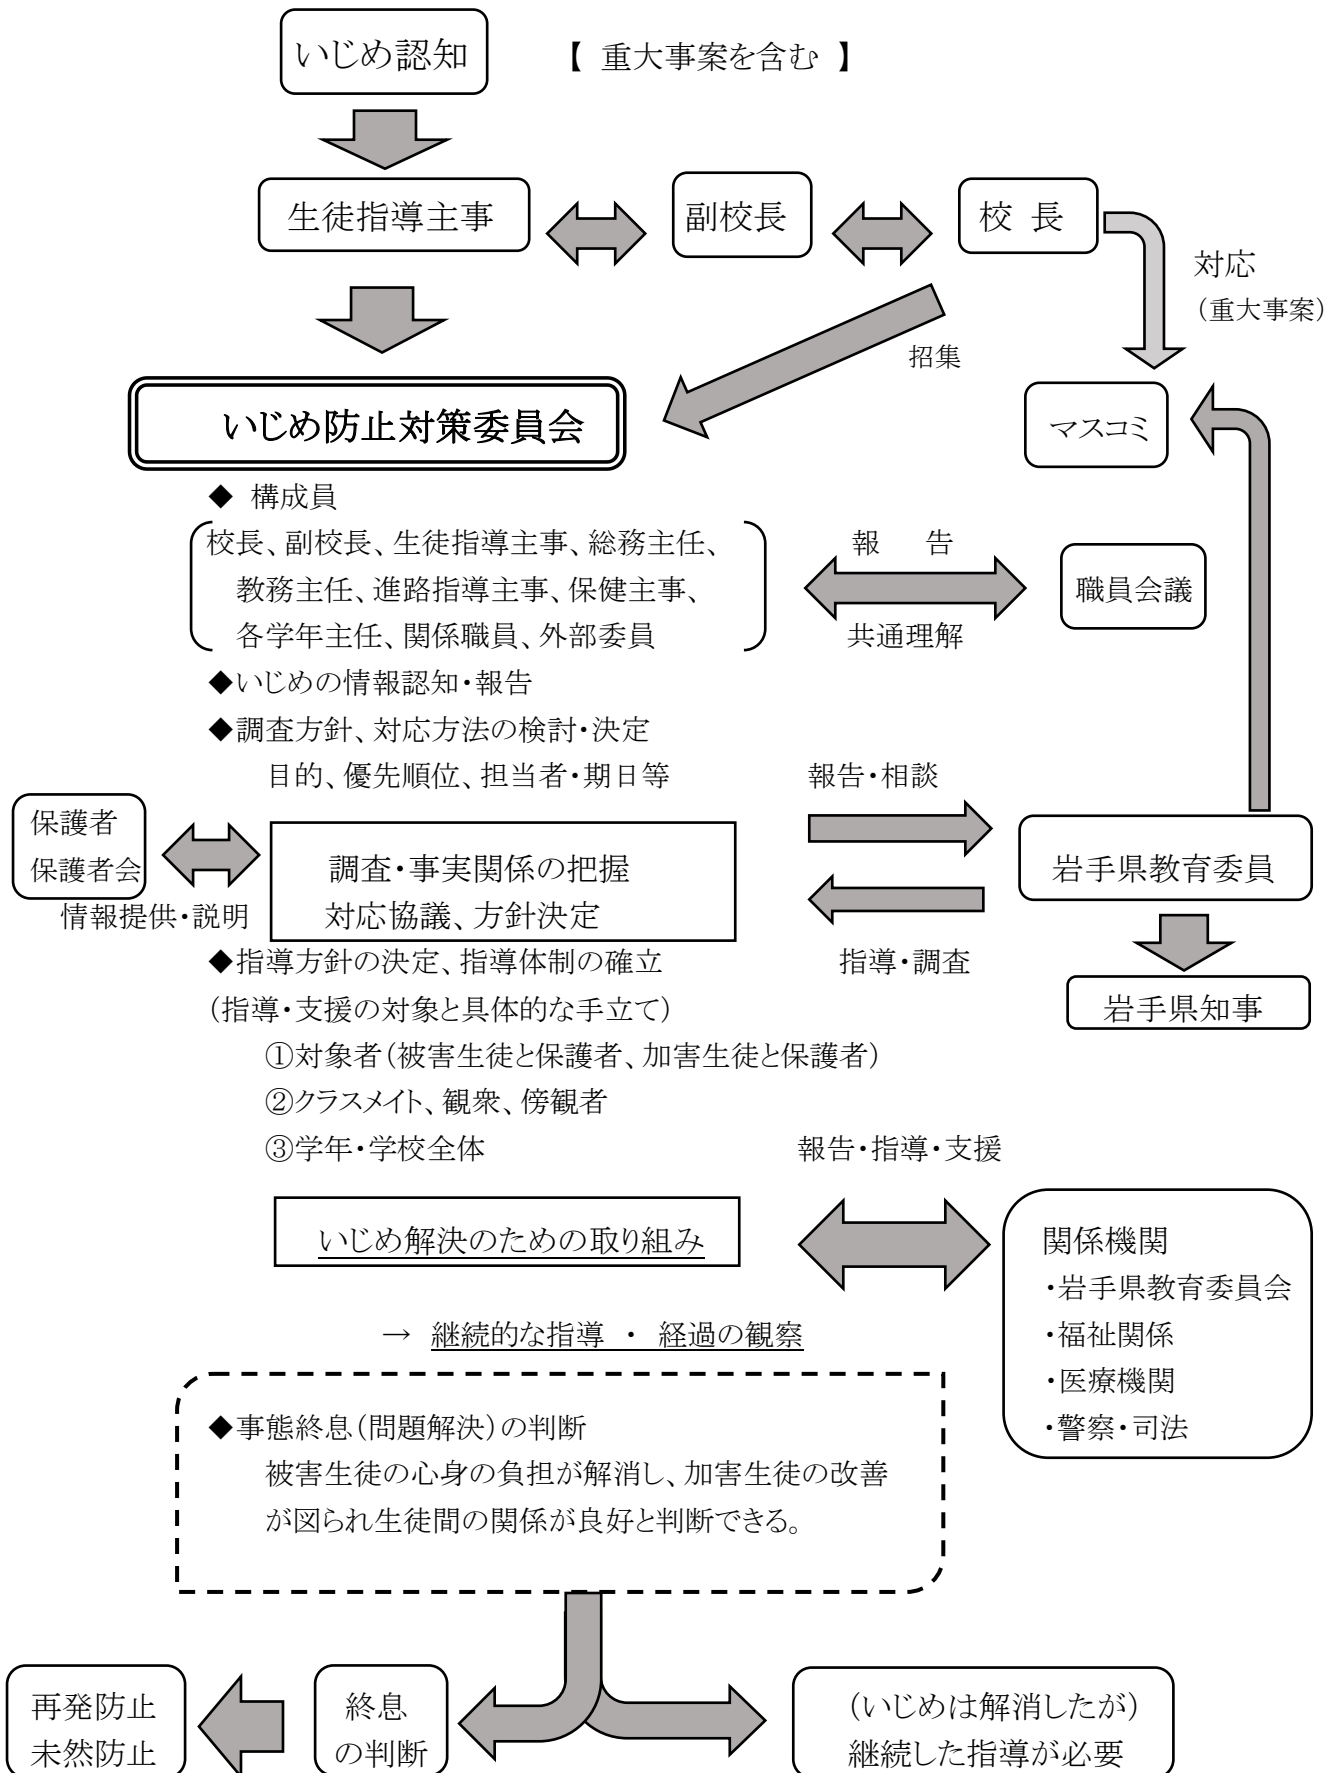 いじめ認知
【 重大事案を含む 】
生徒指導主事
副校長
校 長
対応
（重大事案）
招集
いじめ防止対策委員会
マスコミ
◆ 構成員
校長、副校長、生徒指導主事、総務主任、
教務主任、進路指導主事、保健主事、
各学年主任、関係職員、外部委員
報 告
共通理解
職員会議
◆いじめの情報認知・報告
◆調査方針、対応方法の検討・決定
目的、優先順位、担当者・期日等
報告・相談
保護者
保護者会
情報提供・説明
調査・事実関係の把握
対応協議、方針決定
岩手県教育委員
指導・調査
岩手県知事
◆指導方針の決定、指導体制の確立
（指導・支援の対象と具体的な手立て）
①対象者（被害生徒と保護者、加害生徒と保護者）
②クラスメイト、観衆、傍観者
③学年・学校全体
報告・指導・支援
いじめ解決のための取り組み
関係機関
・岩手県教育委員会
・福祉関係
・医療機関
・警察・司法
→ 継続的な指導 ・ 経過の観察
◆事態終息（問題解決）の判断
被害生徒の心身の負担が解消し、加害生徒の改善
が図られ生徒間の関係が良好と判断できる。
再発防止
未然防止
終息
の判断
（いじめは解消したが）
継続した指導が必要